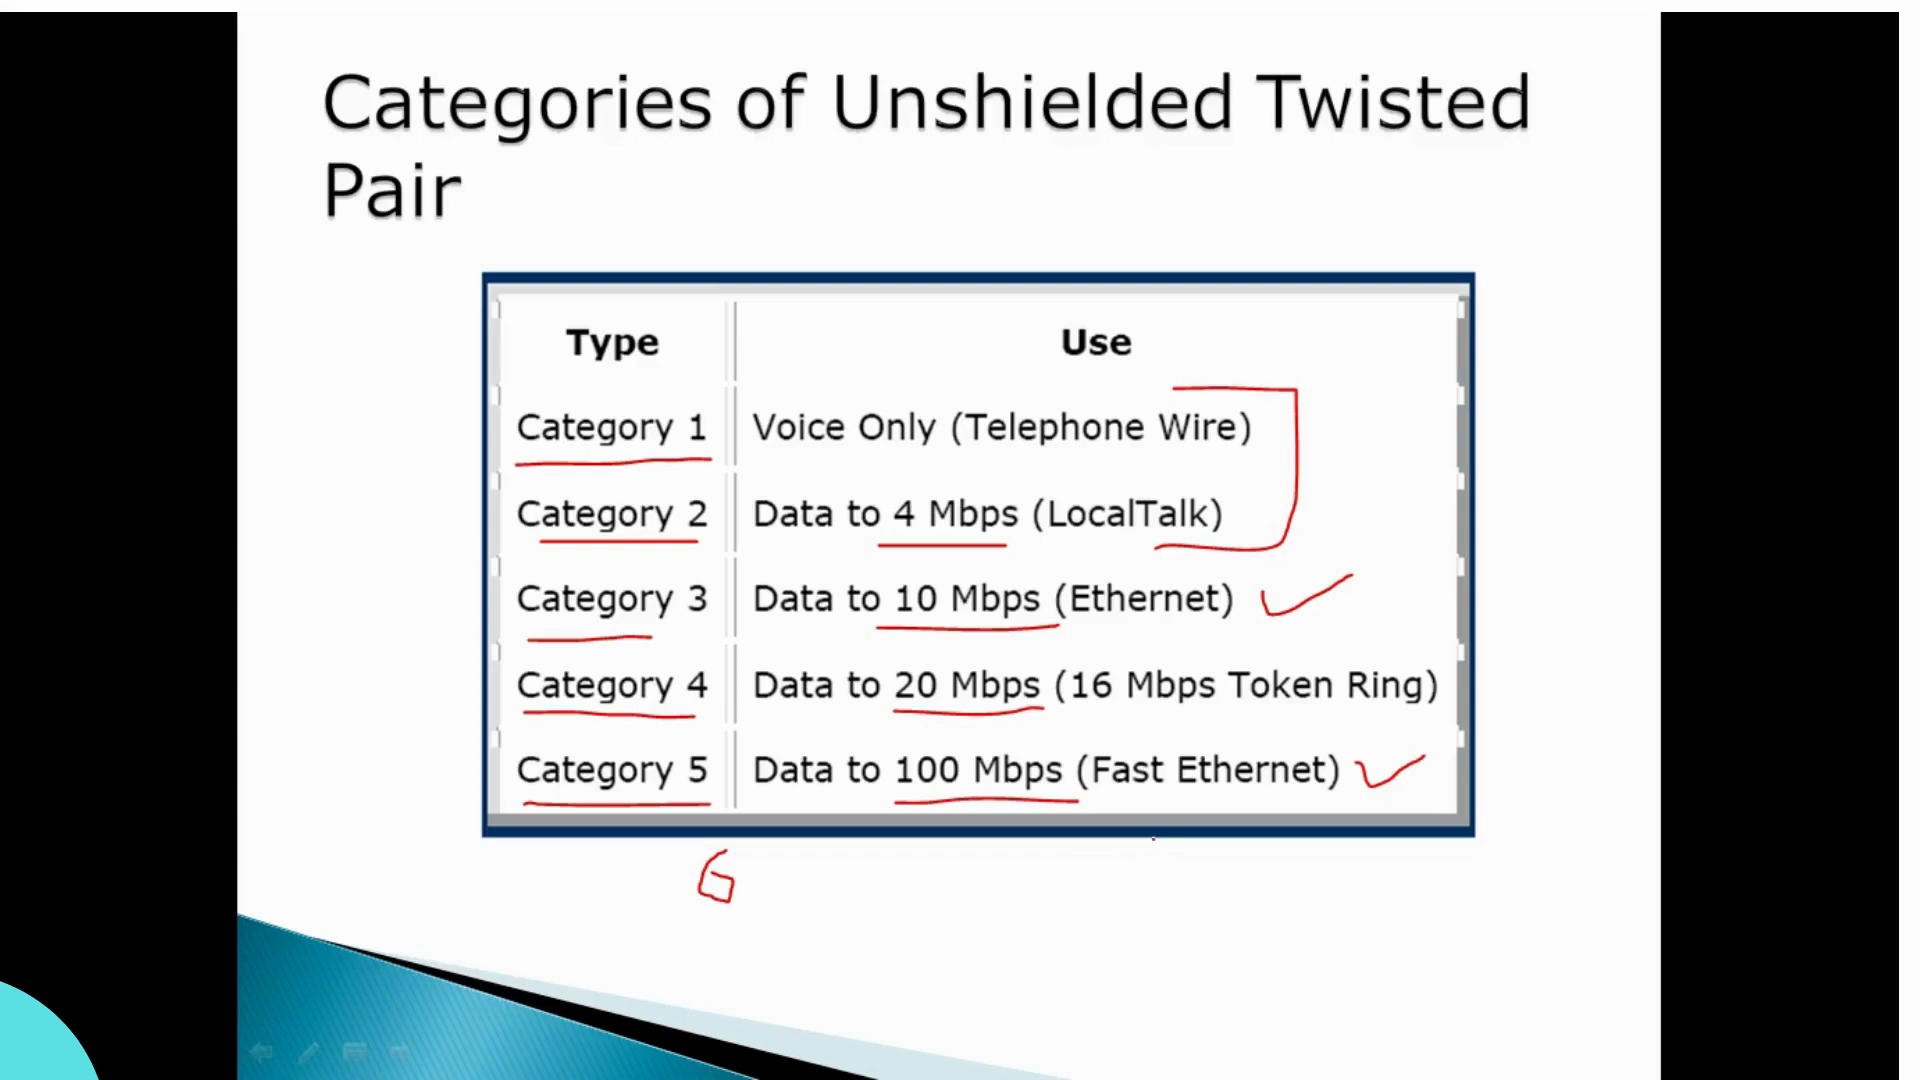 Categories of Unshielded Twisted
Pair
Type Use
Category 1 Voice Only (Telephone Wire)
Category 2 Data to 4 Mbps (LocalTalk)
Category 3 Data to 10 Mbps (Ethernet)
Category 4 Data to 20 Mbps (16 Mbps Token Ring)
Category 5 Data to 100 Mbps (Fast Ethernet)
6